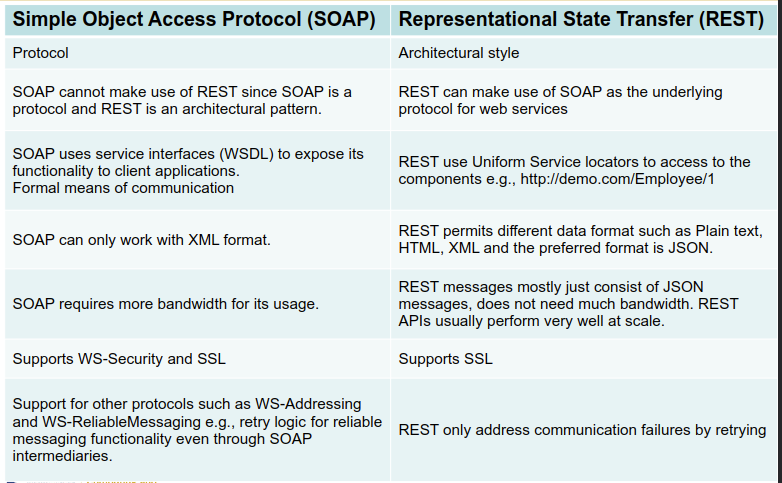 Simple Object Access Protocol (SOAP)
Representational State Transfer (REST)
Protocol
Architectural style
SOAP cannot make use of REST since SOAP is a
protocol and REST is an architectural pattern.
REST can make use of SOAP as the underlying
protocol for web services
SOAP uses service interfaces (WSDL) to expose its
functionality to client applications.
Formal means of communication
REST use Uniform Service locators to access to the
components e.g., http://demo.com/Employee/1
SOAP can only work with XML format.
REST permits different data format such as Plain text,
HTML, XML and the preferred format is JSON.
SOAP requires more bandwidth for its usage.
REST messages mostly just consist of JSON
messages, does not need much bandwidth. REST
APIs usually perform very well at scale.
Supports WS-Security and SSL
Supports SSL
Support for other protocols such as WS-Addressing
and WS-ReliableMessaging e.g., retry logic for reliable
messaging functionality even through SOAP
intermediaries.
REST only address communication failures by retrying